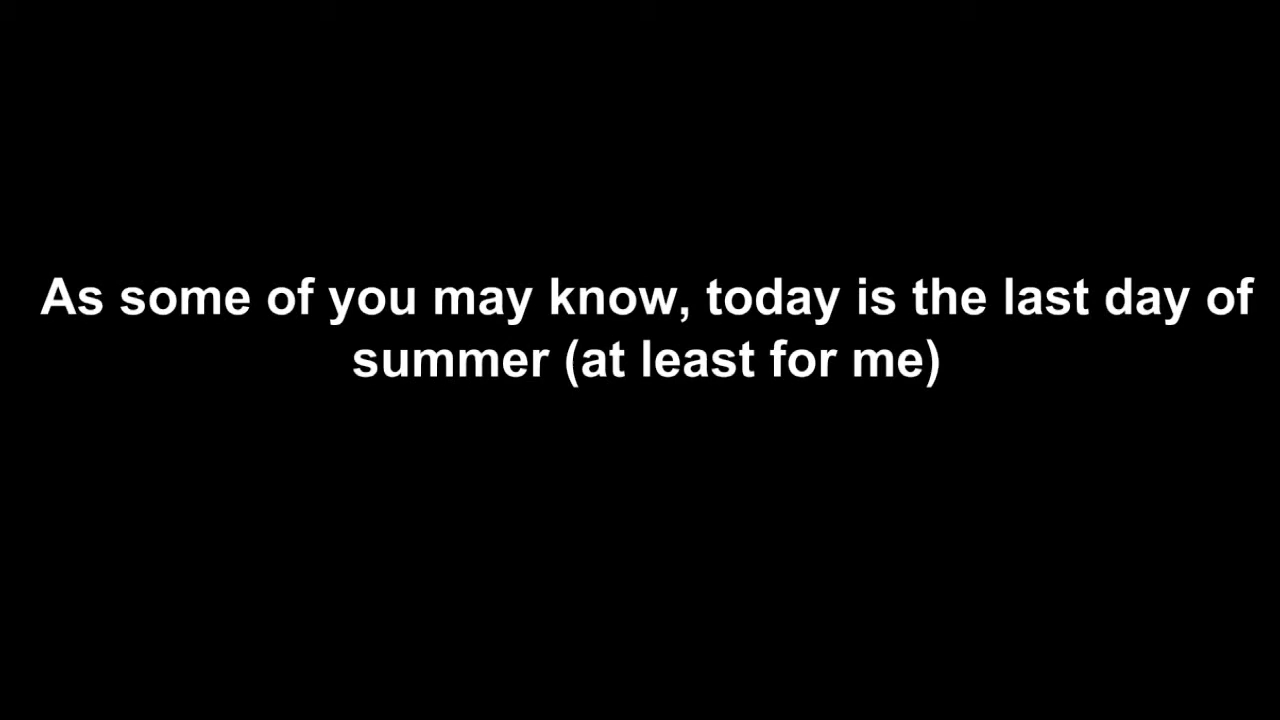 As some of you may know, today is the last day of
summer (at least for me)